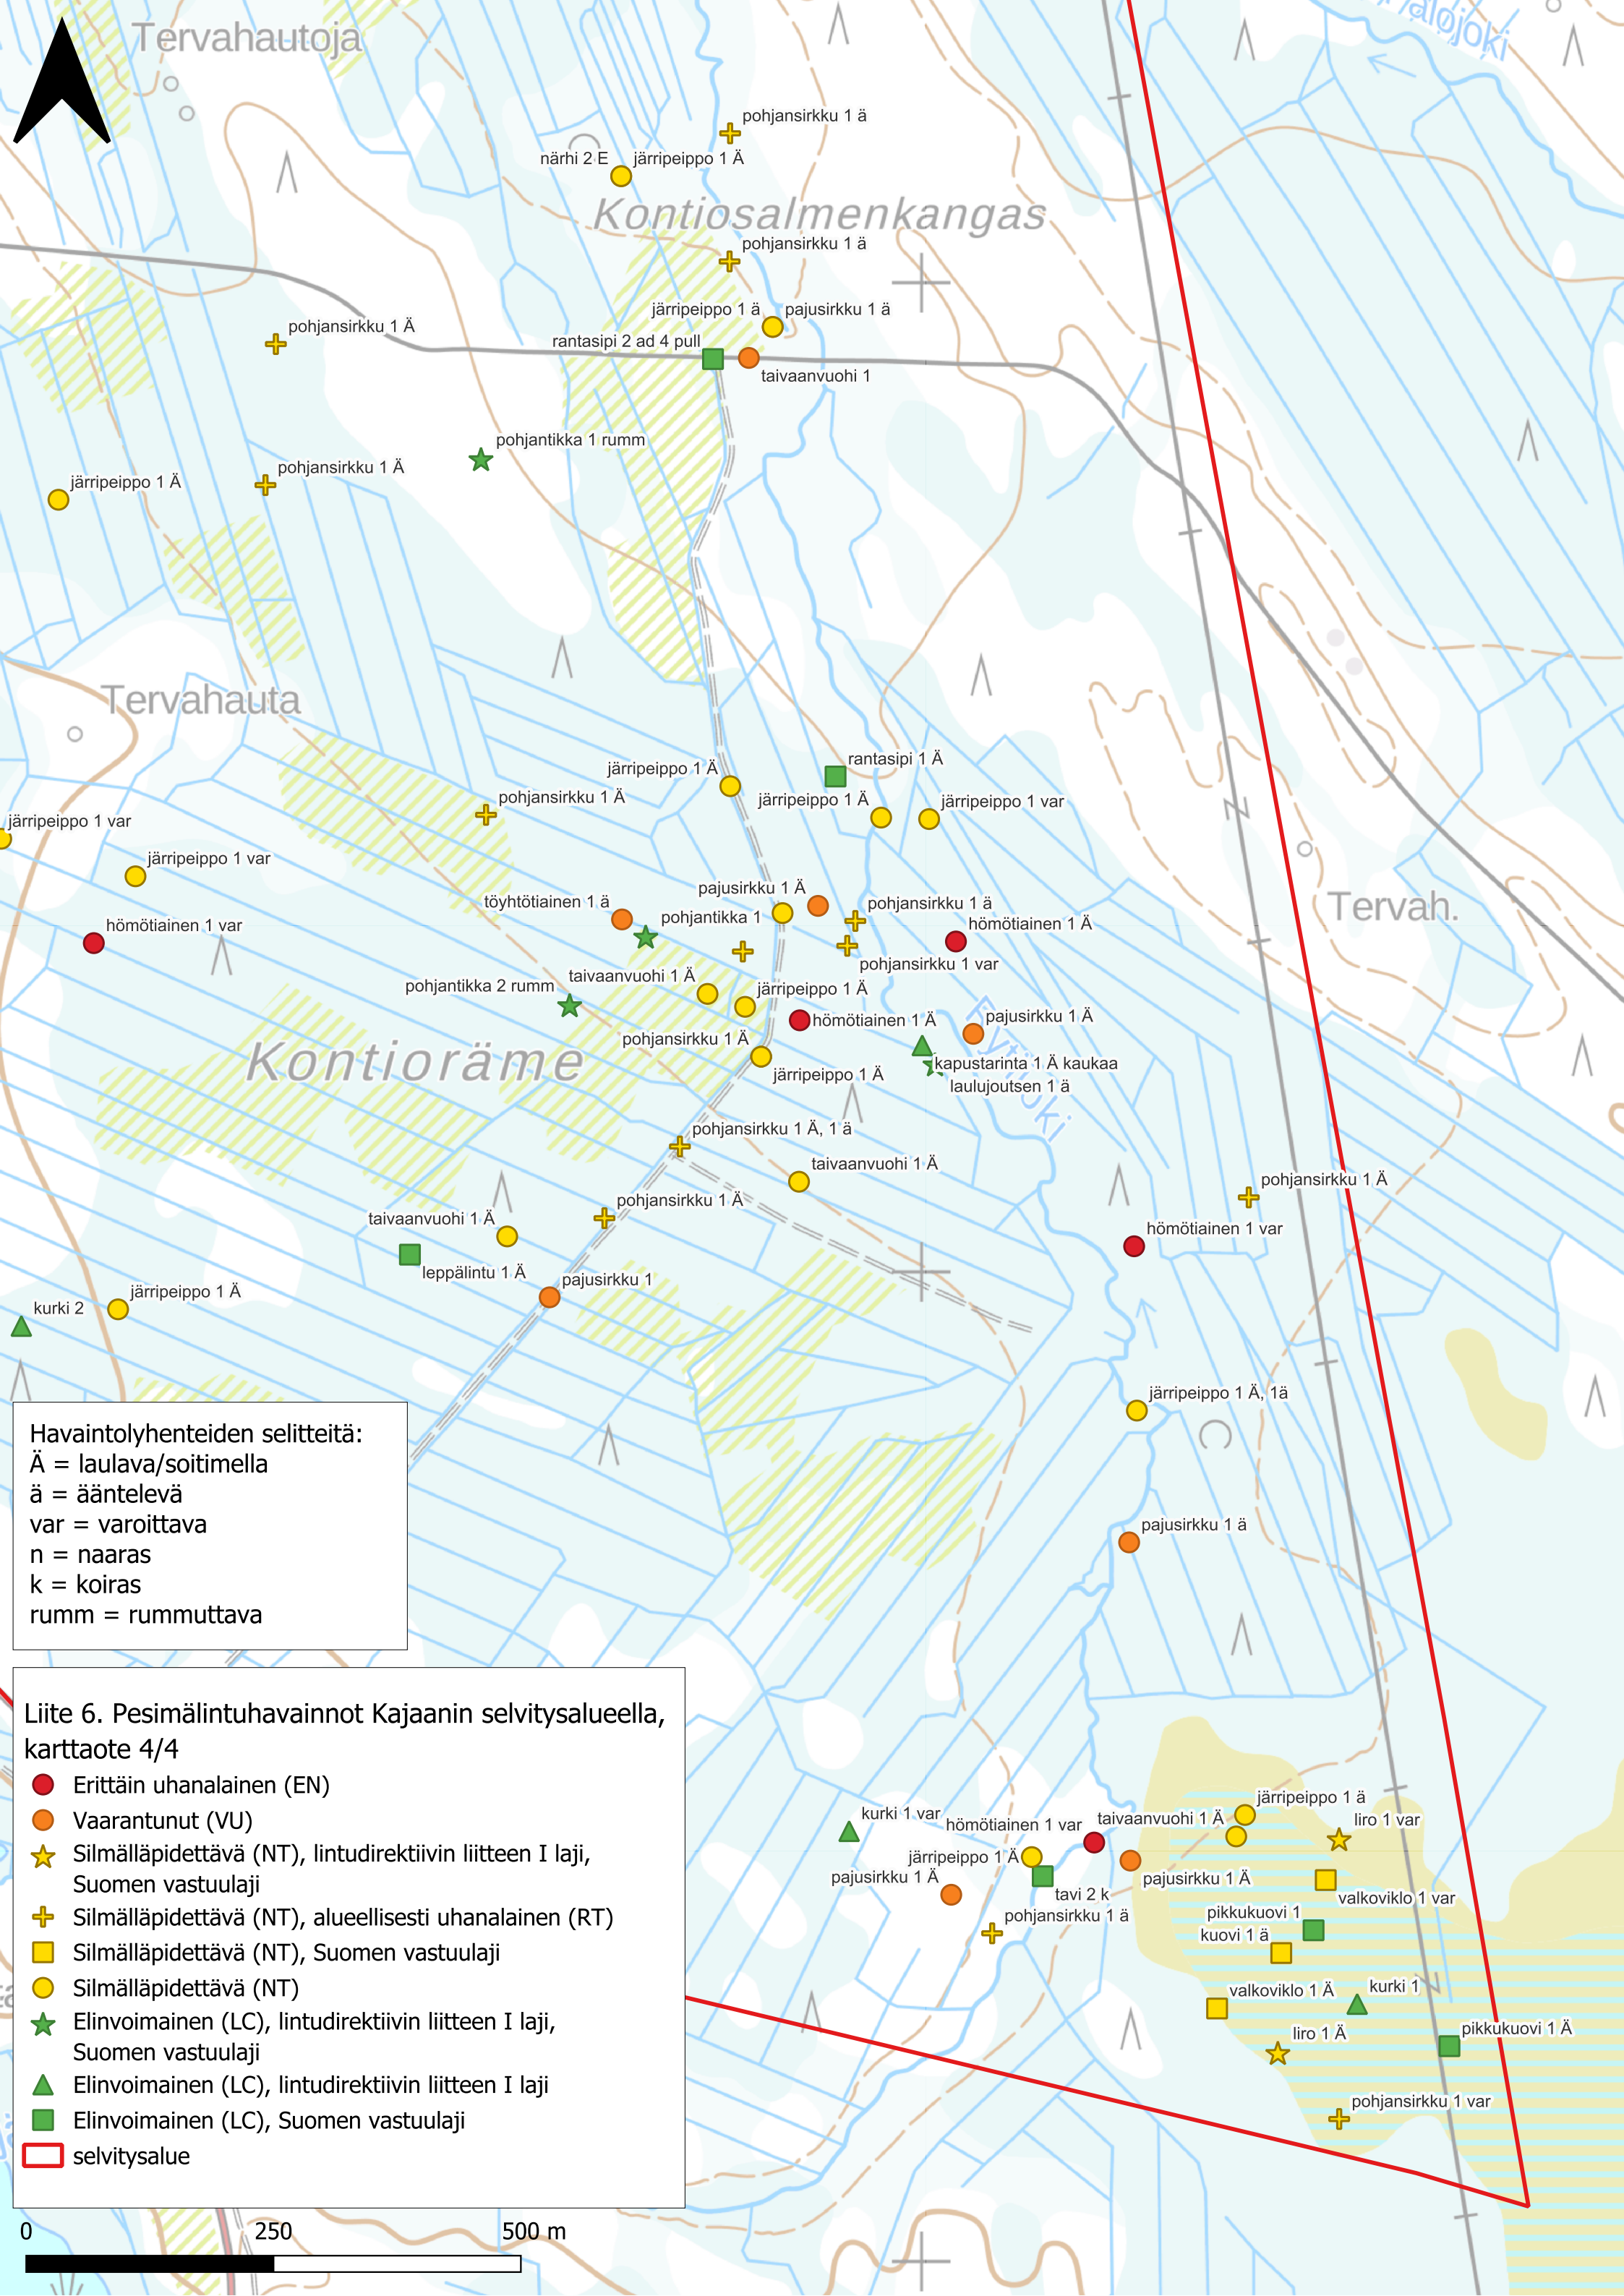 Tervahautoja
alojoki
pohjansirkku 1 ä
närhi 2 E
järripeippo 1 Ä
Kontiosalmenkangas
pohjansirkku 1 ä
järripeippo 1 ä
pajusirkku 1 ä
pohjansirkku 1 Ä
rantasipi 2 ad 4 pull
taivaanvuohi 1
pohjantikka 1 rumm
pohjansirkku 1 Ä
järripeippo 1 Ä
Tervahauta
rantasipi 1 Ä
järripeippo 1 Ä
pohjansirkku 1 Ä
järripeippo 1 Ä
järripeippo 1 var
järripeippo 1 var
järripeippo 1 var
pajusirkku 1 Ä
töyhtötiainen 1 ä
pohjansirkku 1 ä
Tervah.
pohjantikka 1
hömötiainen 1 var
hömötiainen 1 Ä
pohjansirkku 1 var
taivaanvuohi 1 Ä
pohjantikka 2 rumm
järripeippo 1 Ä
hömötiainen 1 Ä
pajusirkku 1 Ä
pohjansirkku 1 Ä
Kontioräme
kapustarinta 1 Ä kaukaa
järripeippo 1 Ä
laulujoutsen 1 ä
pohjansirkku 1 Ä, 1 ä
taivaanvuohi 1 Ä
pohjansirkku 1 Ä
pohjansirkku 1 Ä
taivaanvuohi 1 Ä
hömötiainen 1 var
leppälintu 1 Ä
pajusirkku 1
järripeippo 1 Ä
kurki 2
järripeippo 1 Ä, 1ä
Havaintolyhenteiden selitteitä:
Ä = laulava/soitimella
ä = ääntelevä
var = varoittava
n = naaras
k = koiras
rumm = rummuttava
pajusirkku 1 ä
Liite 6. Pesimälintuhavainnot Kajaanin selvitysalueella,
karttaote 4/4
Erittäin uhanalainen (EN)
Vaarantunut (VU)
Silmälläpidettävä (NT), lintudirektiivin liitteen I laji,
Suomen vastuulaji
Silmälläpidettävä (NT), alueellisesti uhanalainen (RT)
Silmälläpidettävä (NT), Suomen vastuulaji
Silmälläpidettävä (NT)
Elinvoimainen (LC), lintudirektiivin liitteen I laji,
Suomen vastuulaji
Elinvoimainen (LC), lintudirektiivin liitteen I laji
Elinvoimainen (LC), Suomen vastuulaji
selvitysalue
järripeippo 1 ä
kurki 1 var
hömötiainen 1 var
taivaanvuohi 1 Ä
liro 1 var
järripeippo 1 Ä
pajusirkku 1 Ä
pajusirkku 1 Ä
tavi 2 k
valkoviklo 1 var
pohjansirkku 1 ä
pikkukuovi 1
kuovi 1 ä
valkoviklo 1 Ä
kurki 1
liro 1 Ä
pikkukuovi 1 Ä
pohjansirkku 1 var
0 250 500 m